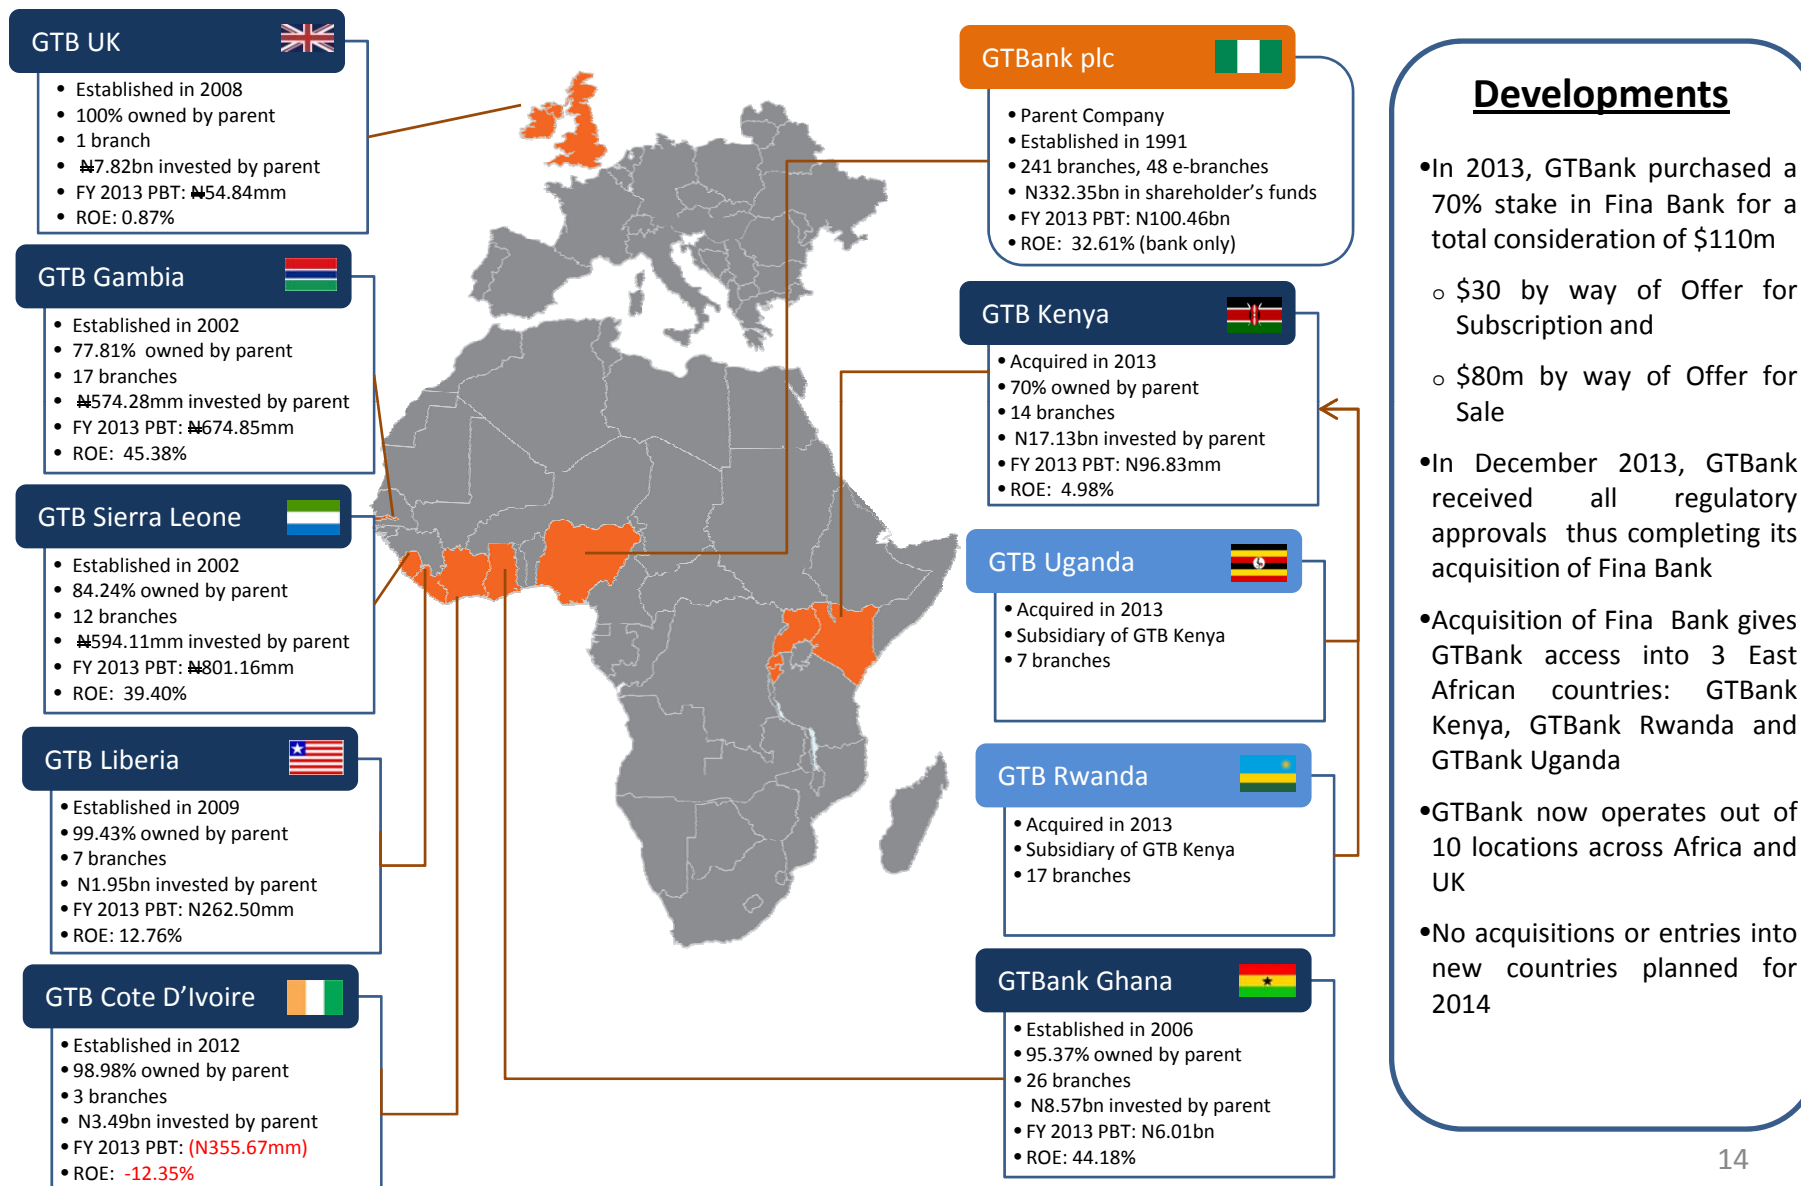 GTB UK
• Established in 2008
• 100% owned by parent
• 1 branch
• ₦7.82bn invested by parent
• FY 2013 PBT: ₦54.84mm
• ROE: 0.87%
GTB Gambia
• Established in 2002
• 77.81% owned by parent
• 17 branches
• ₦574.28mm invested by parent
• FY 2013 PBT: ₦674.85mm
• ROE: 45.38%
GTB Sierra Leone
• Established in 2002
• 84.24% owned by parent
• 12 branches
• ₦594.11mm invested by parent
• FY 2013 PBT: ₦801.16mm
• ROE: 39.40%
GTB Liberia
• Established in 2009
• 99.43% owned by parent
• 7 branches
• N1.95bn invested by parent
• FY 2013 PBT: N262.50mm
• ROE: 12.76%
GTB Cote D’Ivoire
• Established in 2012
• 98.98% owned by parent
• 3 branches
• N3.49bn invested by parent
• FY 2013 PBT: (N355.67mm)
• ROE: -12.35%
GTBank plc
• Parent Company
• Established in 1991
• 241 branches, 48 e-branches
• N332.35bn in shareholder’s funds
• FY 2013 PBT: N100.46bn
• ROE: 32.61% (bank only)
GTB Kenya
• Acquired in 2013
• 70% owned by parent
• 14 branches
• N17.13bn invested by parent
• FY 2013 PBT: N96.83mm
• ROE: 4.98%
GTB Uganda
• Acquired in 2013
• Subsidiary of GTB Kenya
• 7 branches
GTB Rwanda
• Acquired in 2013
• Subsidiary of GTB Kenya
• 17 branches
GTBank Ghana
• Established in 2006
• 95.37% owned by parent
• 26 branches
• N8.57bn invested by parent
• FY 2013 PBT: N6.01bn
• ROE: 44.18%
Developments
•In 2013, GTBank purchased a
70% stake in Fina Bank for a
total consideration of $110m
o $30 by way of Offer for
Subscription and
o $80m by way of Offer for
Sale
•In December 2013, GTBank
received all regulatory
approvals thus completing its
acquisition of Fina Bank
•Acquisition of Fina Bank gives
GTBank access into 3 East
African countries: GTBank
Kenya, GTBank Rwanda and
GTBank Uganda
•GTBank now operates out of
10 locations across Africa and
UK
•No acquisitions or entries into
new countries planned for
2014
14